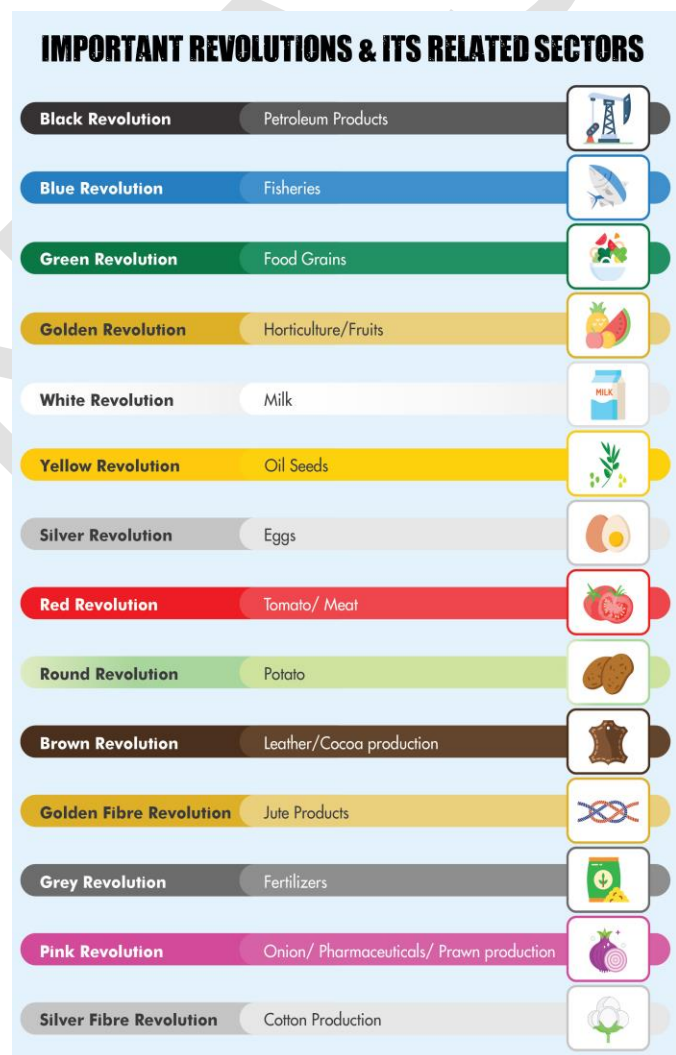 IMPORTANT REVOLUTIONS & ITS RELATED SECTORS
Black Revolution Petroleum Products
Blue Revolution Fisheries
Green Revolution Food Grains
Golden Revolution Horticulture/Fruits
White Revolution Milk
MILK
Yellow Revolution Oil Seeds
Silver Revolution Eggs
Red Revolution Tomato/ Meat
Round Revolution Potato
Brown Revolution Leather/Cocoa production
Golden Fibre Revolution Jute Products
Grey Revolution Fertilizers
Pink Revolution Onion/ Pharmaceuticals/ Prawn production
Silver Fibre Revolution Cotton Production